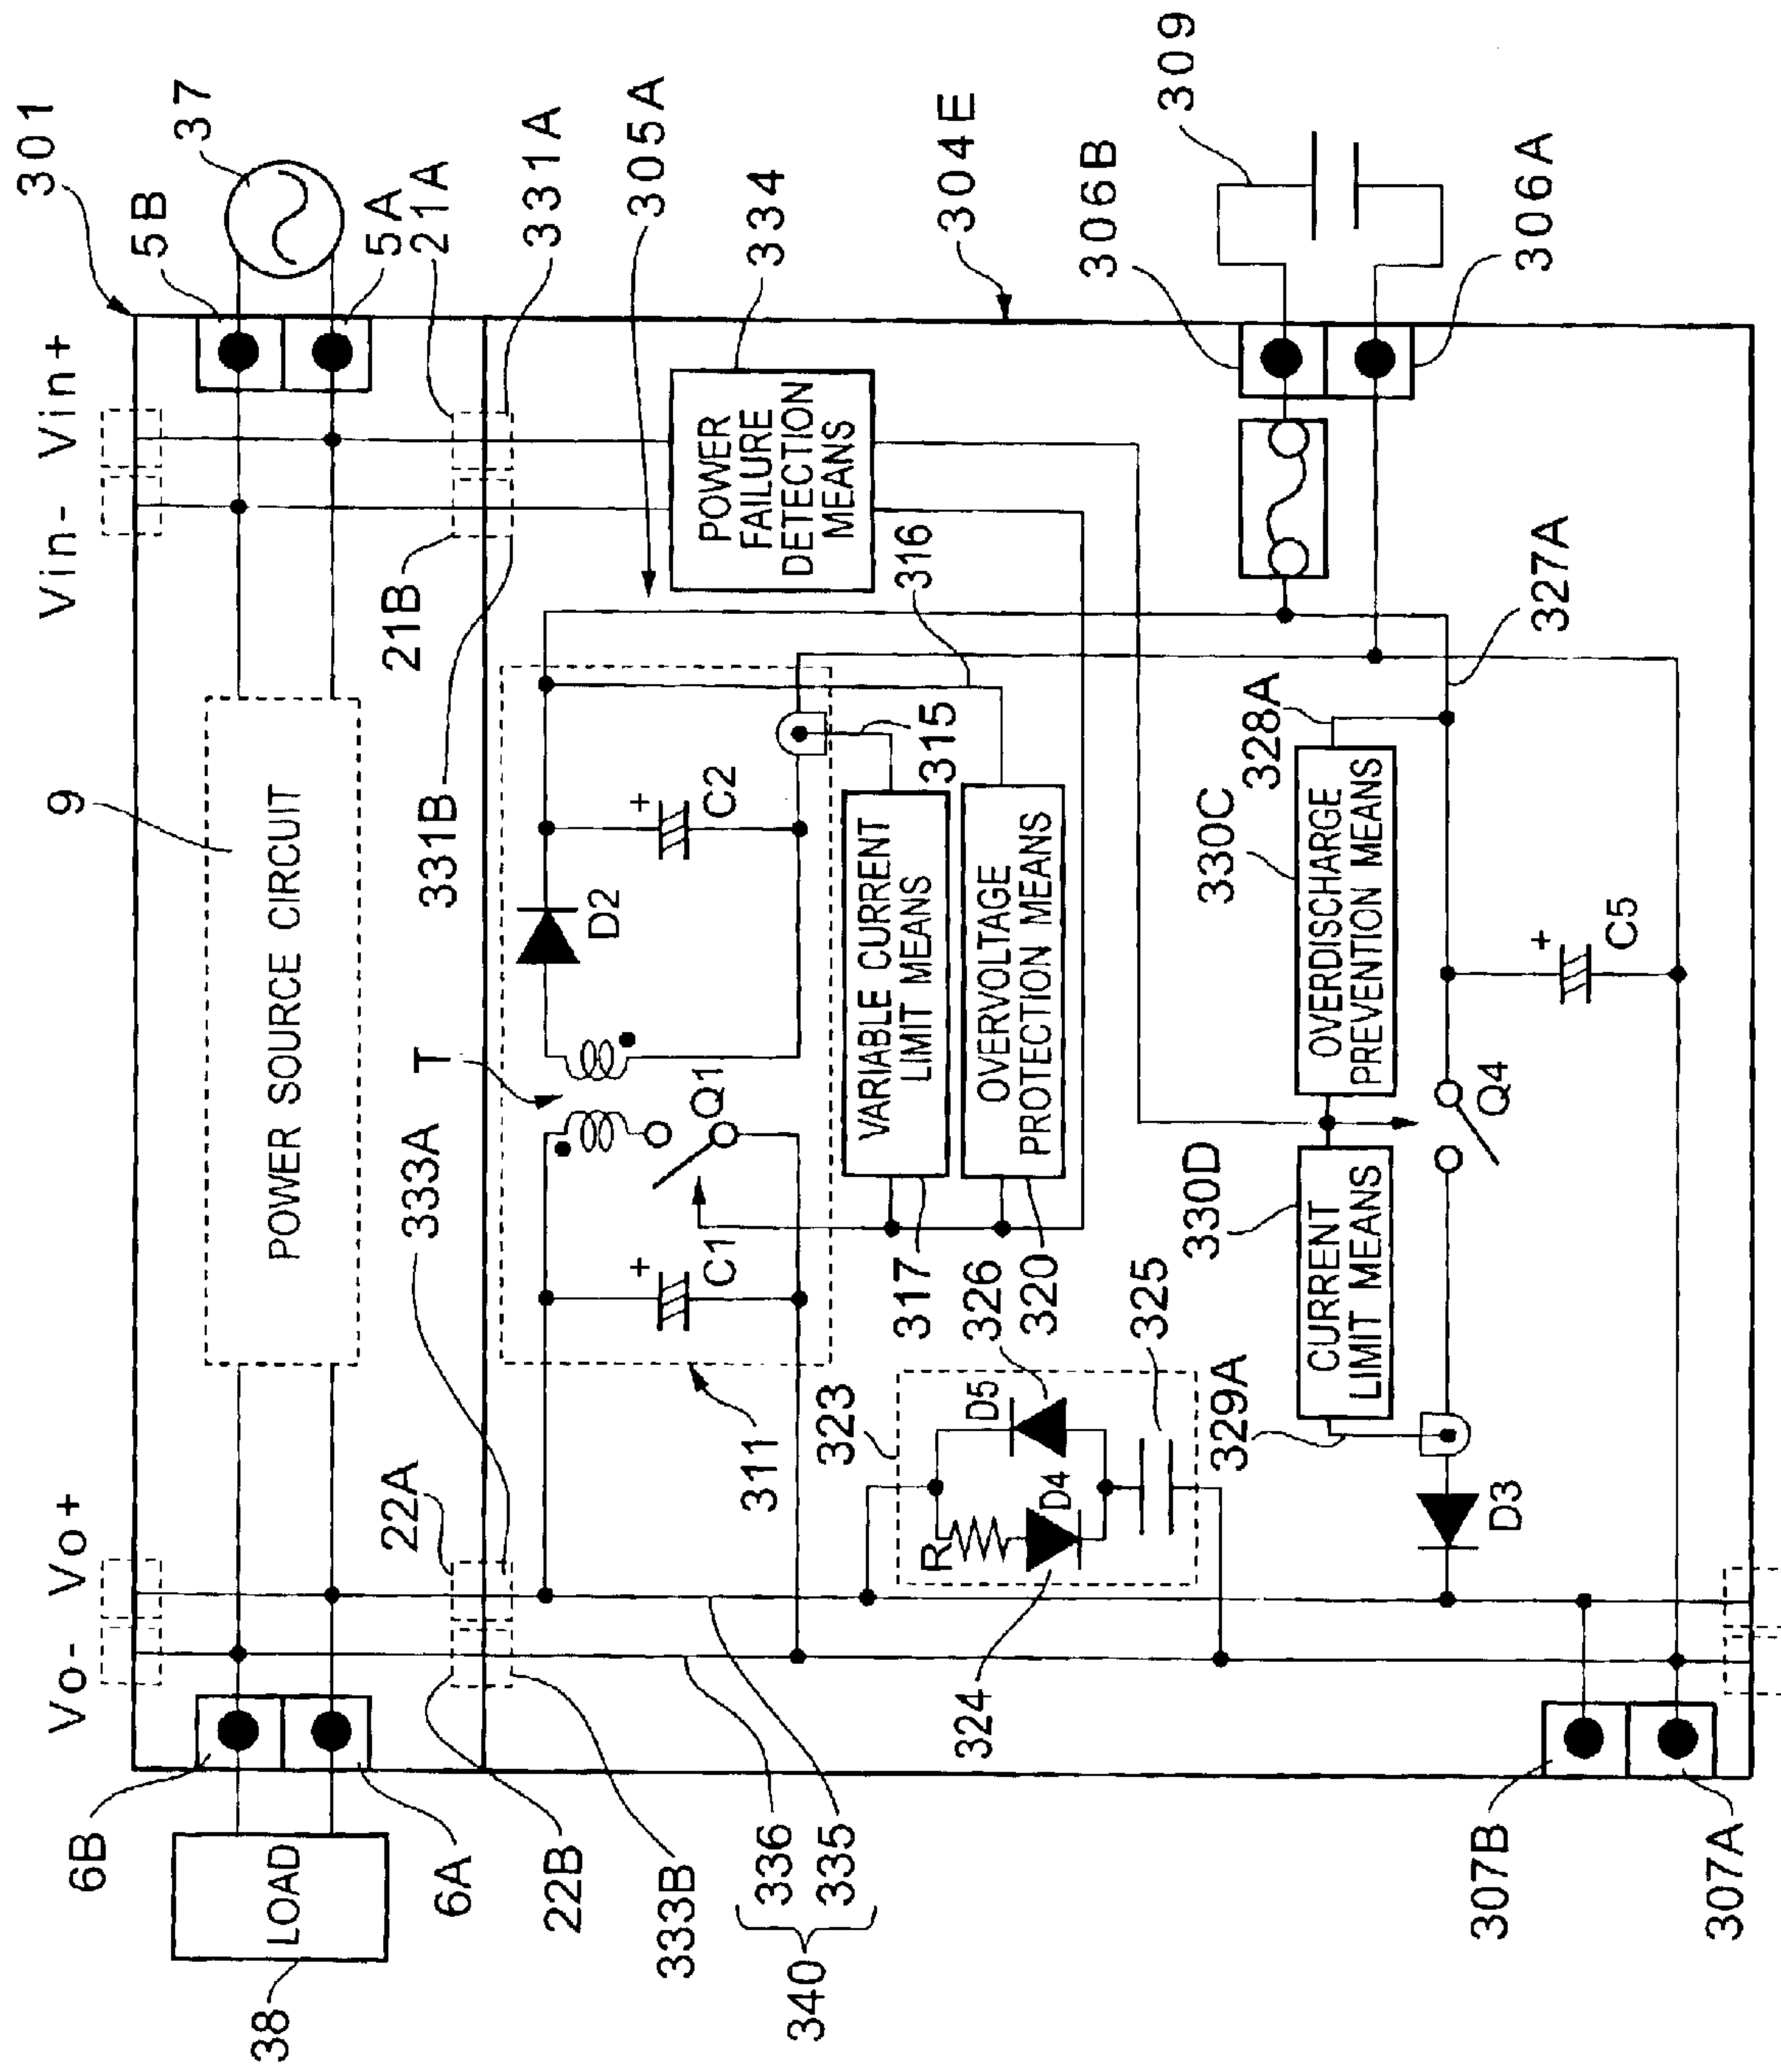 301
37
5B
5A
21A
331A
305A
334
304E
306B
309
306A
Vin- Vin+
21B
331B
9
POWER SOURCE CIRCUIT
POWER
FAILURE
DETECTION
MEANS
316
315
327A
328A
330C
OVERDISCHARGE
PREVENTION MEANS
+
C2
D2
VARIABLE CURRENT
LIMIT MEANS
OVERVOLTAGE
PROTECTION MEANS
+
C5
T
Q1
Q4
333A
+
C1
317
326
320
325
330D
CURRENT
LIMIT MEANS
329A
311
323
D5
D4
R
D3
324
Vo- Vo+
22A
6B
6A
22B
333B
336
335
340
307B
307A
LOAD
38